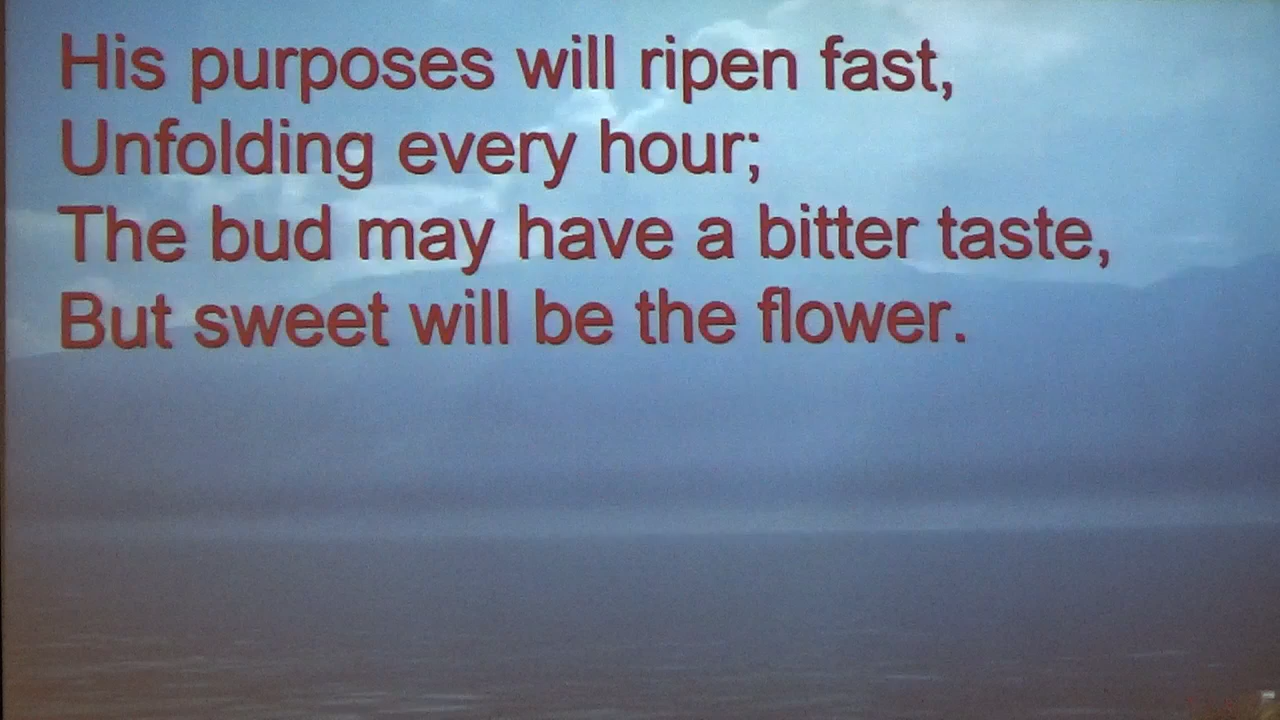 His purposes will ripen fast,
Unfolding every hour;
The bud may have a bitter taste,
But sweet will be the flower.